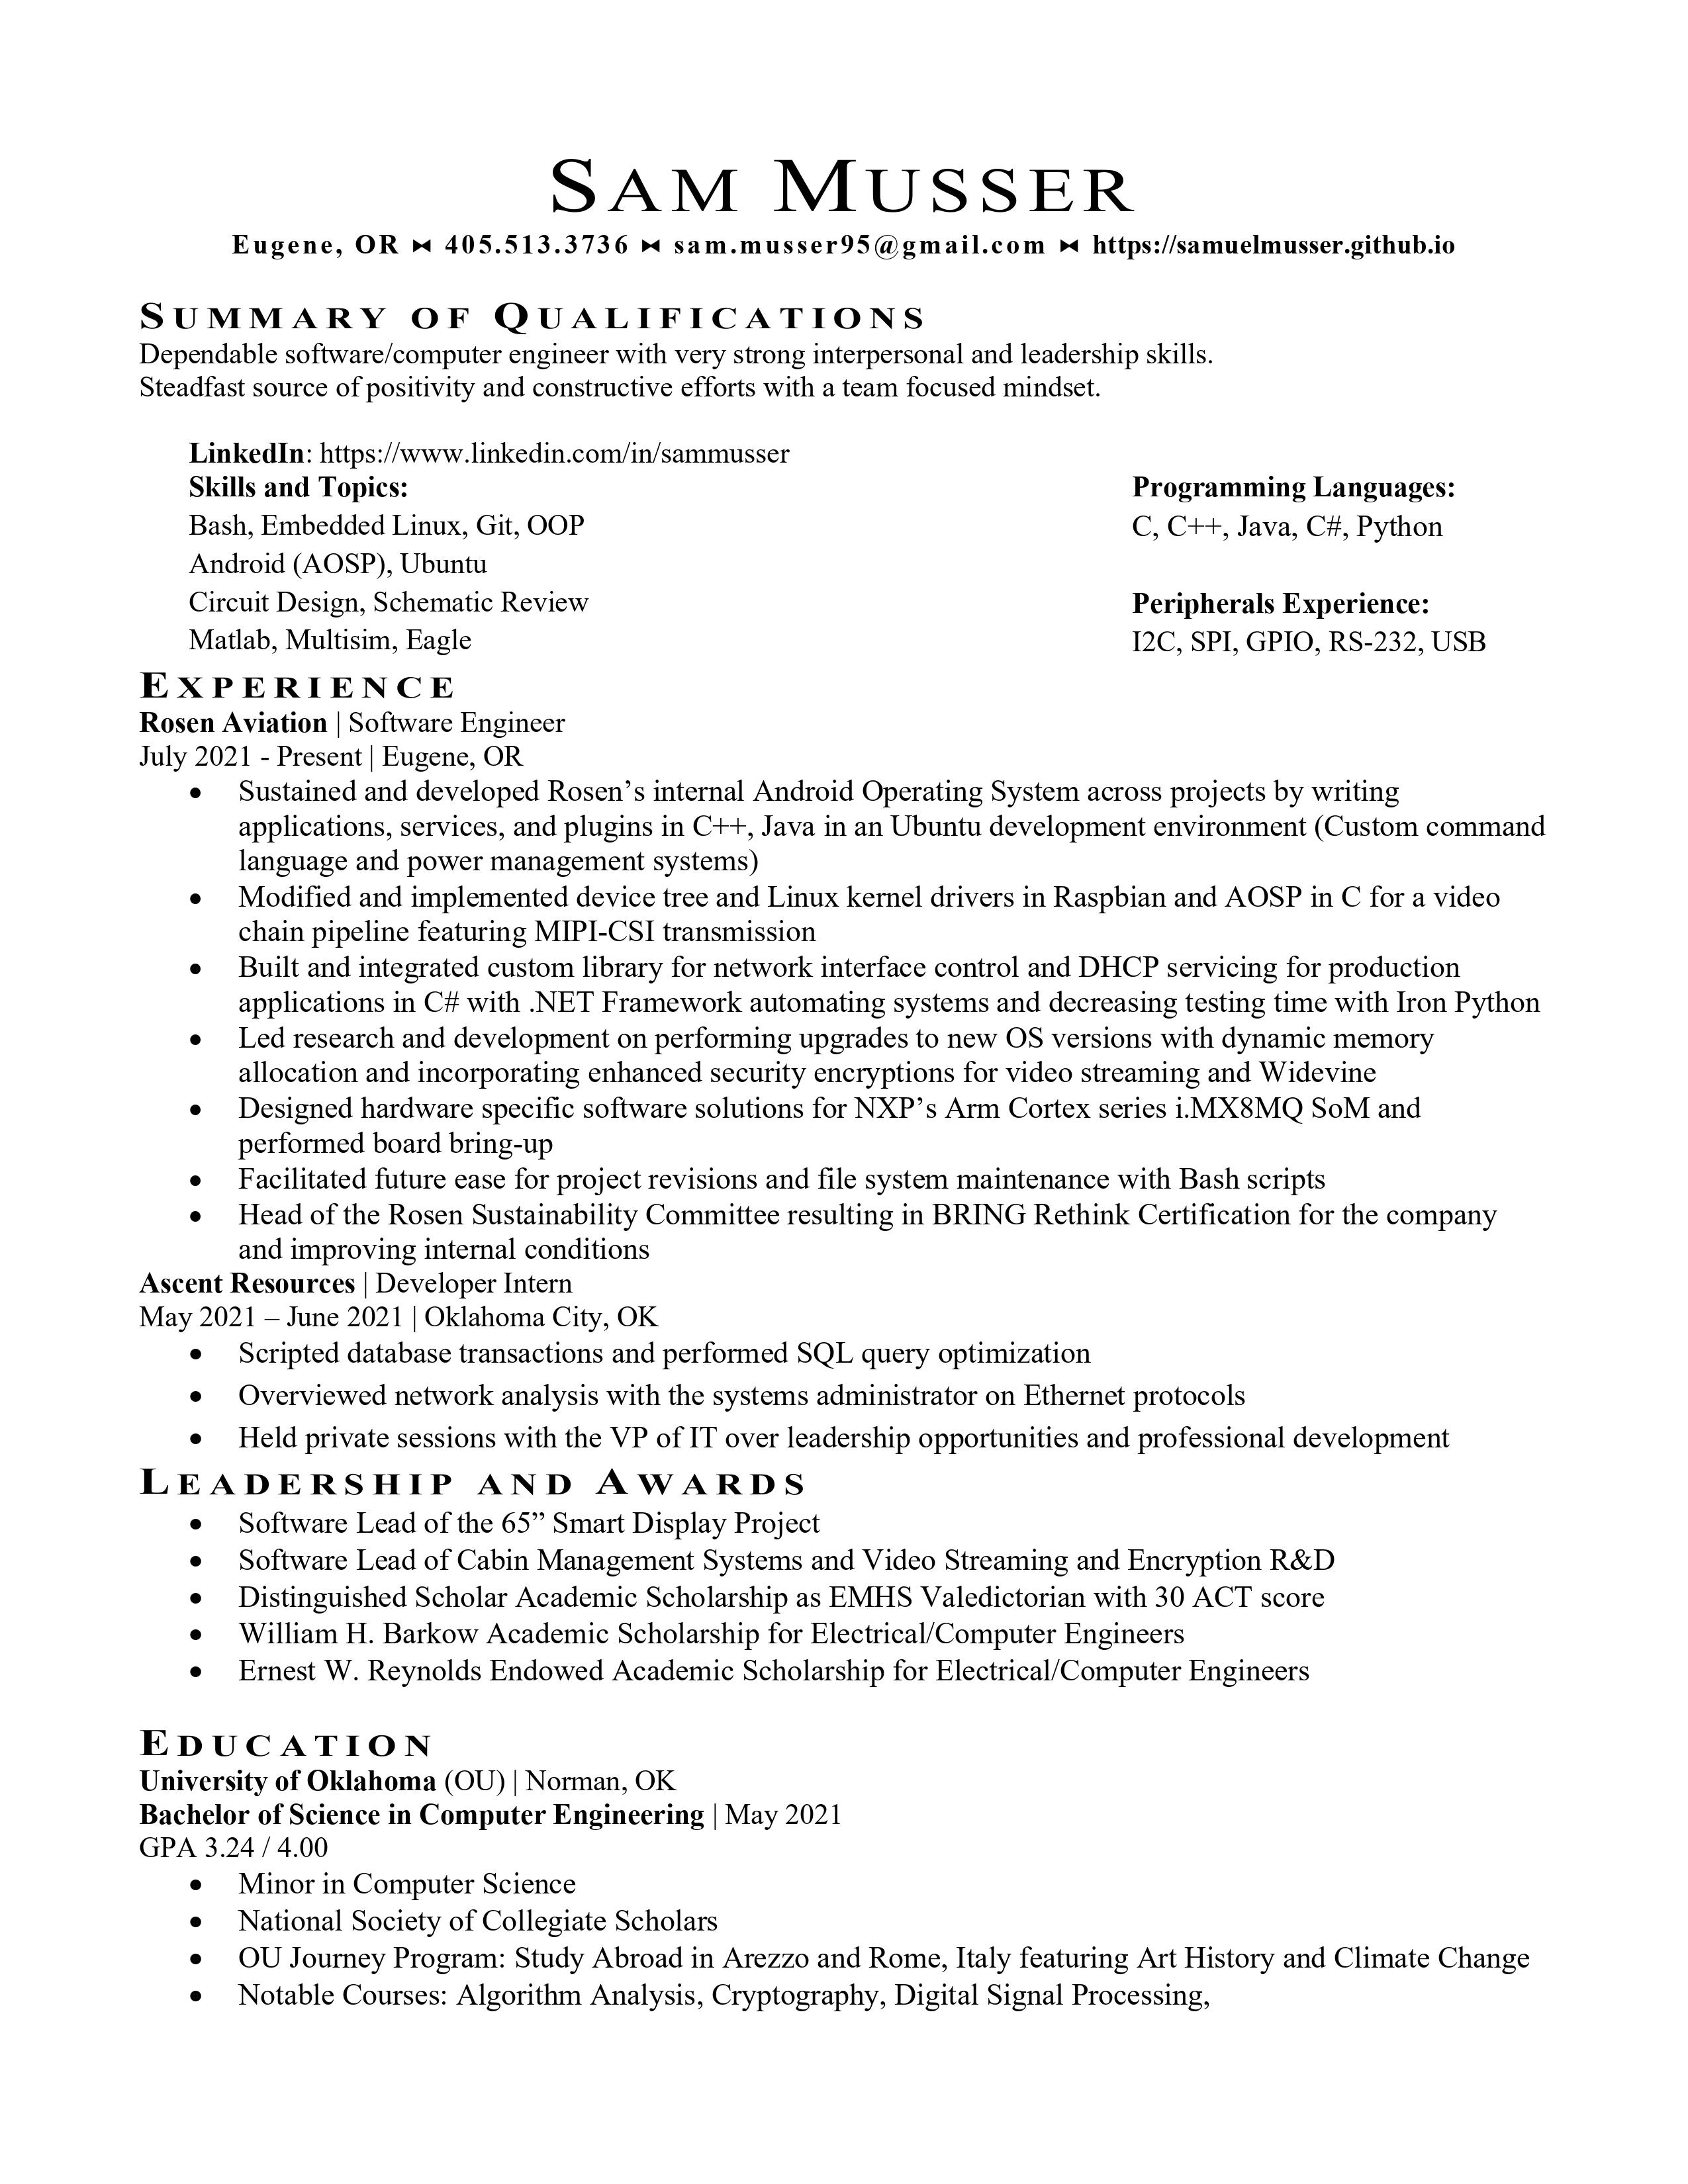 SAM MUSSER
Eugene, OR ⧓ 405.513.3736 ⧓ sam.musser95@gmail.com ⧓ https://samuelmusser.github.io
SUMMARY OF QUALIFICATIONS
Dependable software/computer engineer with very strong interpersonal and leadership skills.
Steadfast source of positivity and constructive efforts with a team focused mindset.
LinkedIn: https://www.linkedin.com/in/sammusser
Skills and Topics:
Bash, Embedded Linux, Git, OOP
Android (AOSP), Ubuntu
Circuit Design, Schematic Review
Matlab, Multisim, Eagle
Programming Languages:
C, C++, Java, C#, Python
Peripherals Experience:
I2C, SPI, GPIO, RS-232, USB
EXPERIENCE
Rosen Aviation | Software Engineer
July 2021 - Present | Eugene, OR
• Sustained and developed Rosen’s internal Android Operating System across projects by writing
applications, services, and plugins in C++, Java in an Ubuntu development environment (Custom command
language and power management systems)
• Modified and implemented device tree and Linux kernel drivers in Raspbian and AOSP in C for a video
chain pipeline featuring MIPI-CSI transmission
• Built and integrated custom library for network interface control and DHCP servicing for production
applications in C# with .NET Framework automating systems and decreasing testing time with Iron Python
• Led research and development on performing upgrades to new OS versions with dynamic memory
allocation and incorporating enhanced security encryptions for video streaming and Widevine
• Designed hardware specific software solutions for NXP’s Arm Cortex series i.MX8MQ SoM and
performed board bring-up
• Facilitated future ease for project revisions and file system maintenance with Bash scripts
• Head of the Rosen Sustainability Committee resulting in BRING Rethink Certification for the company
and improving internal conditions
Ascent Resources | Developer Intern
May 2021 – June 2021 | Oklahoma City, OK
• Scripted database transactions and performed SQL query optimization
• Overviewed network analysis with the systems administrator on Ethernet protocols
• Held private sessions with the VP of IT over leadership opportunities and professional development
LEADERSHIP AND AWARDS
• Software Lead of the 65” Smart Display Project
• Software Lead of Cabin Management Systems and Video Streaming and Encryption R&D
• Distinguished Scholar Academic Scholarship as EMHS Valedictorian with 30 ACT score
• William H. Barkow Academic Scholarship for Electrical/Computer Engineers
• Ernest W. Reynolds Endowed Academic Scholarship for Electrical/Computer Engineers
EDUCATION
University of Oklahoma (OU) | Norman, OK
Bachelor of Science in Computer Engineering | May 2021
GPA 3.24 / 4.00
• Minor in Computer Science
• National Society of Collegiate Scholars
• OU Journey Program: Study Abroad in Arezzo and Rome, Italy featuring Art History and Climate Change
• Notable Courses: Algorithm Analysis, Cryptography, Digital Signal Processing,